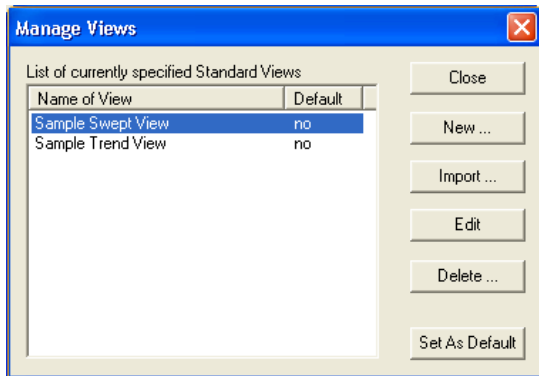 Manage Views
List of currently specified Standard Views
Name of View Default
Sample Swept View no
Sample Trend View no
Close
New ...
Import ...
Edit
Delete ...
Set As Default